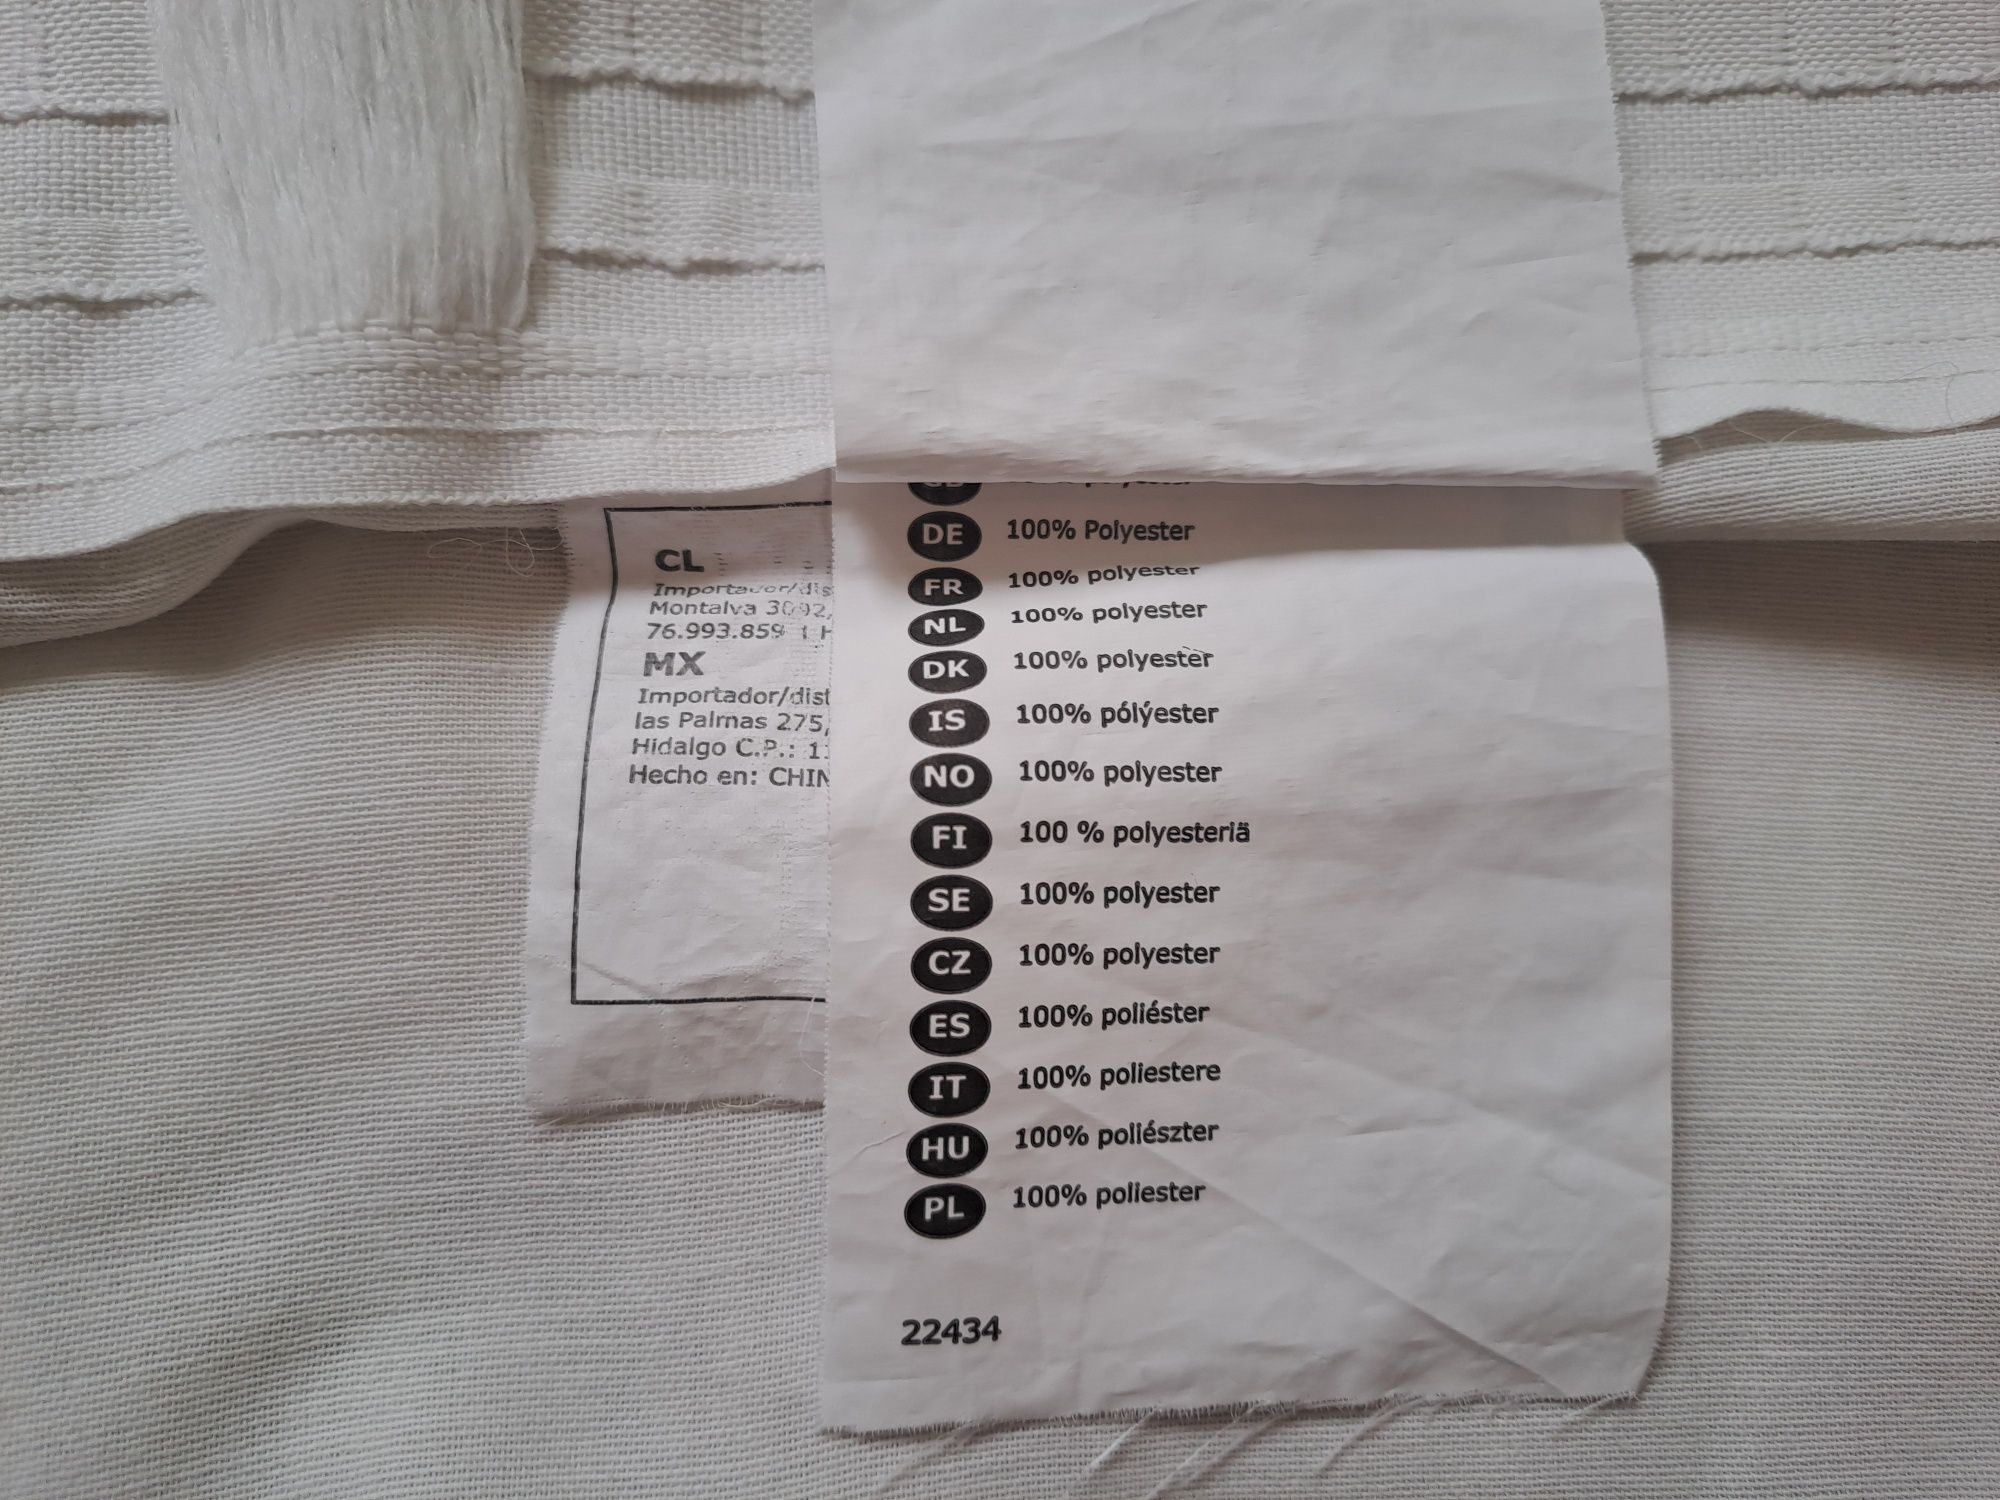 CL
Importador/dis
Montalva 3092,
76.993.859
MX
Importador/dist
las Palmas 275,
Hidalgo C.P.: 1
Hecho en: CHIN
GB
DE 100% Polyester
FR 100% polyester
NL 100% polyester
DK 100% polyester
IS 100% pólýester
NO 100% polyester
FI 100 % polyesteriä
SE 100% polyester
CZ 100% polyester
ES 100% poliéster
IT 100% poliestere
HU 100% poliészter
PL 100% poliester
22434